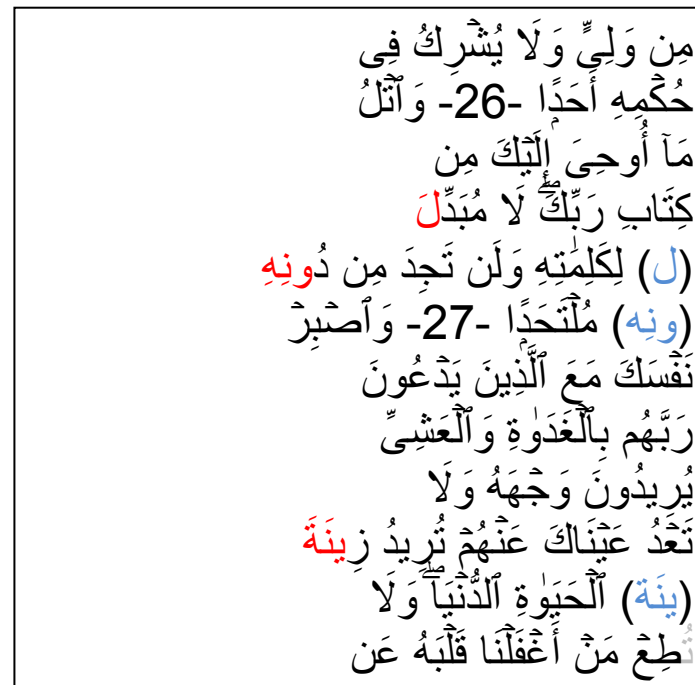 مِن وَلِىٍّ وَلَا يُشْرِكُ فِى
حُكْمِهِ أَحَدًۭا -26- وَٱتْلُ
مَآ أُوحِىَ إِلَيْكَ مِن
كِتَابِ رَبِّكَ ۖ لَا مُبَدِّلَ
(ل) لِكَلِمَٰتِهِ وَلَن تَجِدَ مِن دُونِهِ
(ونِه) مُلْتَحَدًۭا -27- وَٱصْبِرْ
نَفْسَكَ مَعَ ٱلَّذِينَ يَدْعُونَ
رَبَّهُم بِٱلْغَدَوٰةِ وَٱلْعَشِىِّ
يُرِيدُونَ وَجْهَهُ وَلَا
تَعْدُ عَيْنَاكَ عَنْهُمْ تُرِيدُ زِينَةَ
(ينَة) ٱلْحَيَوٰةِ ٱلدُّنْيَا ۖ وَلَا
تُطِعْ مَنْ أَغْفَلْنَا قَلْبَهُ عَن